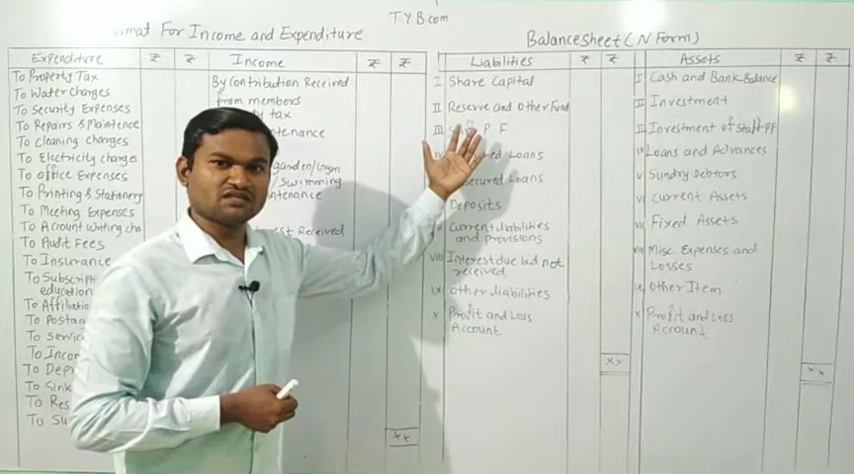 T.Y.B.com
For Income and Expenditure
Expenditure ₹ ₹ Income ₹ ₹
To Property Tax
To Water Charges
To Security Expenses
To Repairs & Maintence
To Cleaning charges
To Electricity charges
To office Expenses
To Printing & Stationery
To Meeting Expenses
To Account Writing cha
To Audit Fees
To Insurance
To Subscripti
education
To Affiliatio
To Posta
To Servic
To Incom
To Dep
To Sink
To Res
To Su
By Contribution Received
from members
ty tax
ntenance
garden/Gym
/Swimming
ntenance
st Received
xx
BalanceSheet (N Form)
Liabilities ₹ ₹ Assets ₹ ₹
I Share Capital
II Reserve and Other Fund
III P F
ured Loans
secured Loans
Deposits
Current liabilities
and provisions
viii Interest due but not
received
ix Other liabilities
x Profit and Loss
Account
xx
I Cash and Bank Balance
II Investment
III Investment of Staff PF
iv Loans and Advances
v Sundry Debtors
vi Current Assets
vii Fixed Assets
viii Misc. Expenses and
Losses
ix Other Item
x Profit and Loss
Account
xx